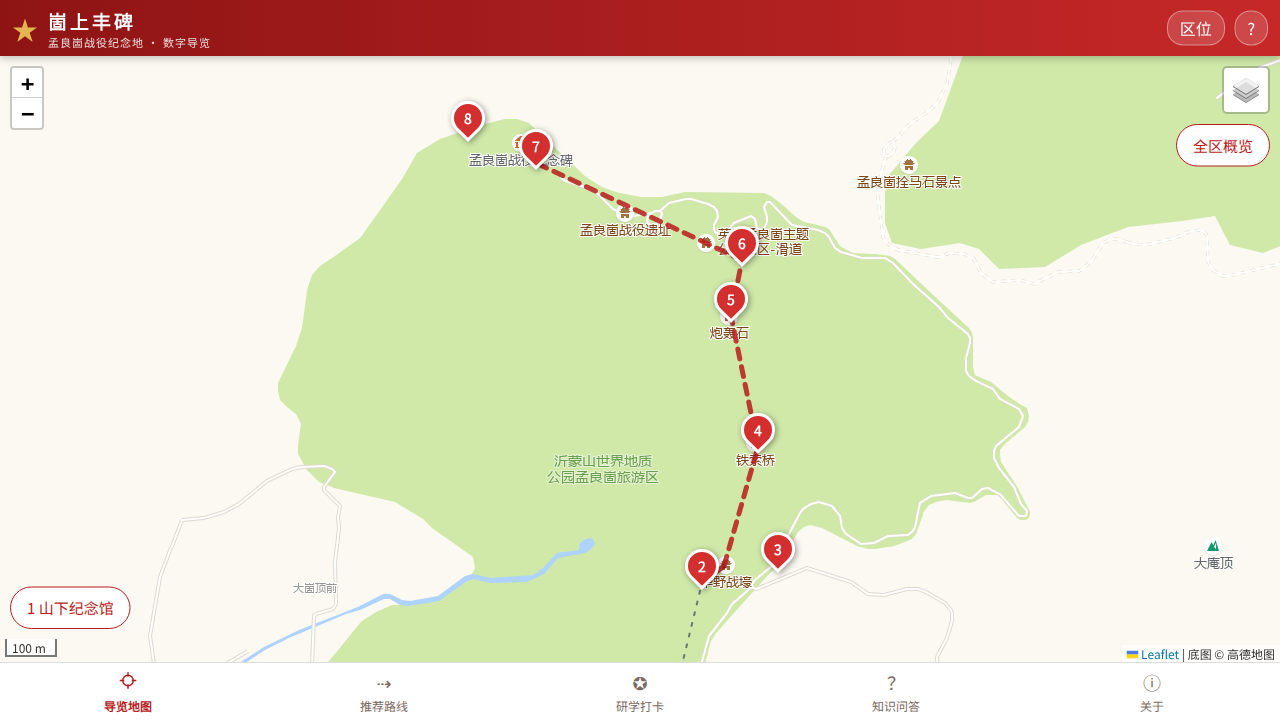 崮上丰碑
孟良崮战役纪念地 · 数字导览
区位
?
+
−
全区概览
8
7
孟良崮战役
念碑
孟良崮拴马石景点
孟良崮战役遗址
良崮主题
区-滑道
6
5
炮轰石
4
铁索桥
沂蒙山世界地质
公园孟良崮旅游区
3
2
野战壕
大庵顶
大崮顶前
1 山下纪念馆
100 m
Leaflet | 底图 © 高德地图
导览地图
推荐路线
研学打卡
知识问答
关于